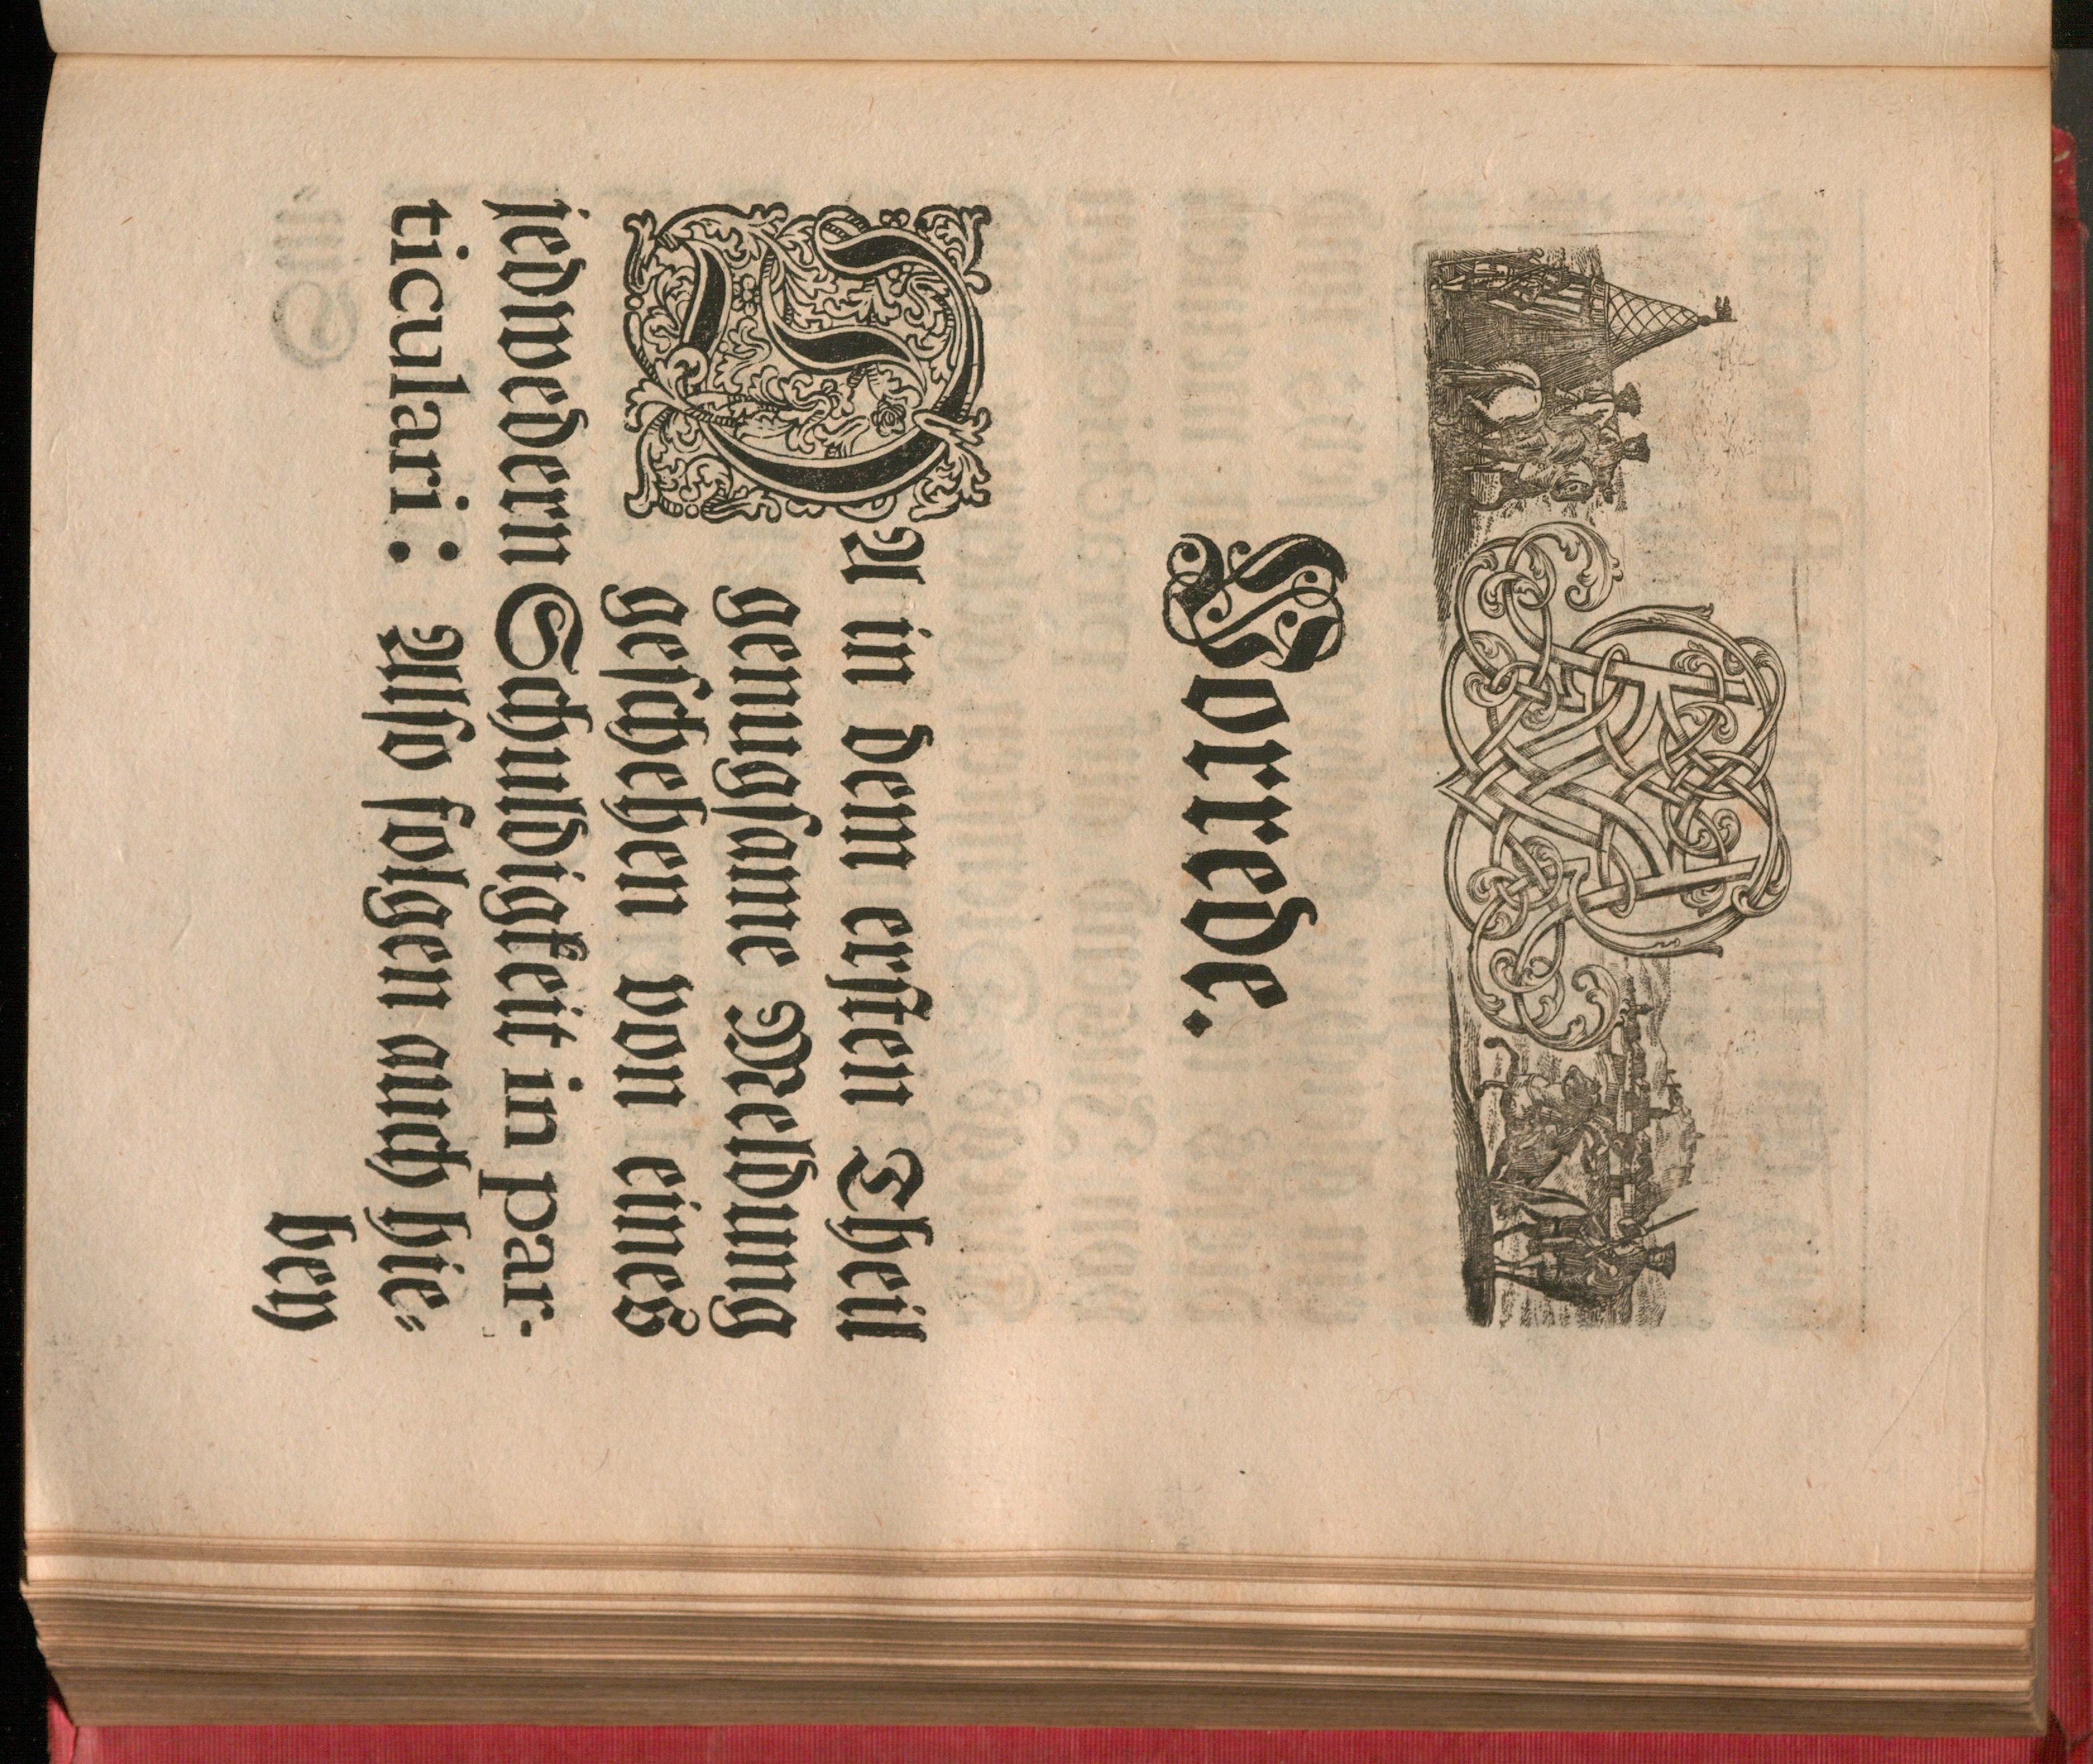 Vorrede.
DA in dem ersten Theil
genugsame Meldung
geschehen von eines
jedwedern Schuldigkeit in par-
ticulari: Also folgen auch hie-
bey